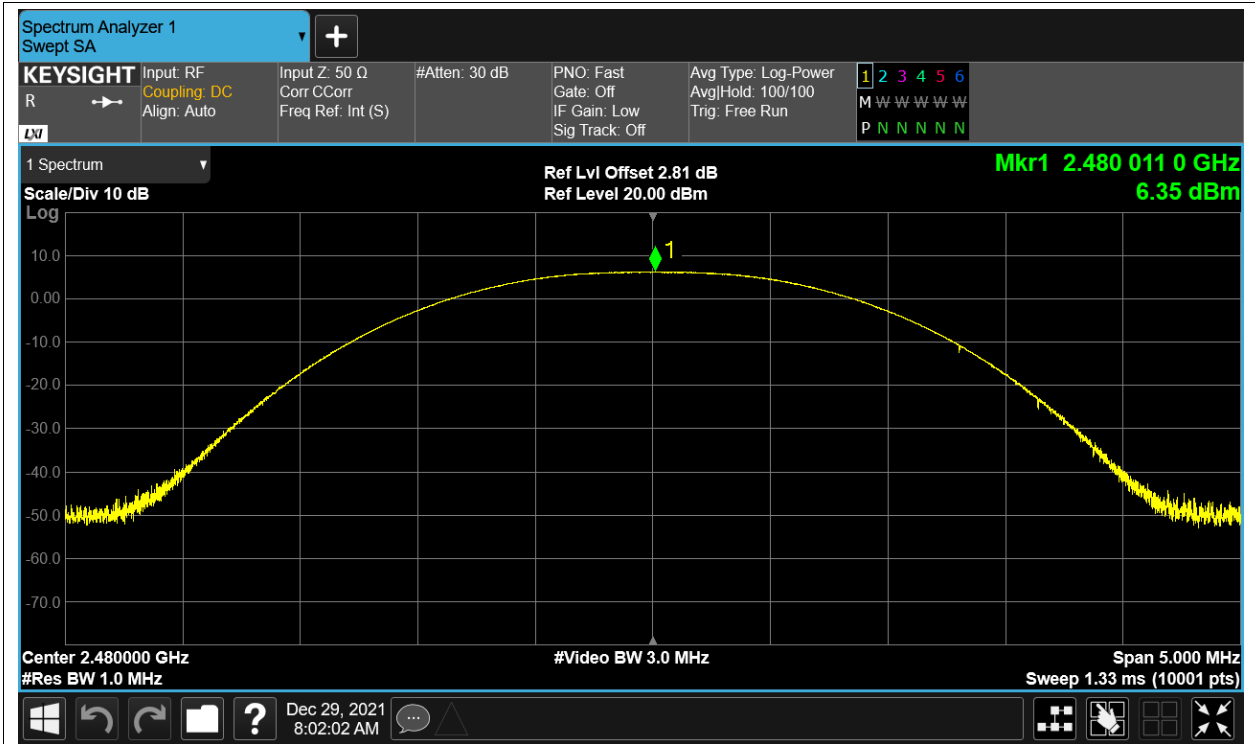 Spectrum Analyzer 1
Swept SA
+
KEYSIGHT
R
LXI
Input: RF
Coupling: DC
Align: Auto
Input Z: 50 Ω
Corr CCorr
Freq Ref: Int (S)
#Atten: 30 dB
PNO: Fast
Gate: Off
IF Gain: Low
Sig Track: Off
Avg Type: Log-Power
Avg|Hold: 100/100
Trig: Free Run
1 2 3 4 5 6
M W W W W W
P N N N N N
1 Spectrum
Scale/Div 10 dB
Log
Ref Lvl Offset 2.81 dB
Ref Level 20.00 dBm
Mkr1 2.480 011 0 GHz
6.35 dBm
1
10.0
0.00
-10.0
-20.0
-30.0
-40.0
-50.0
-60.0
-70.0
Center 2.480000 GHz
#Res BW 1.0 MHz
#Video BW 3.0 MHz
Span 5.000 MHz
Sweep 1.33 ms (10001 pts)
?
Dec 29, 2021
8:02:02 AM